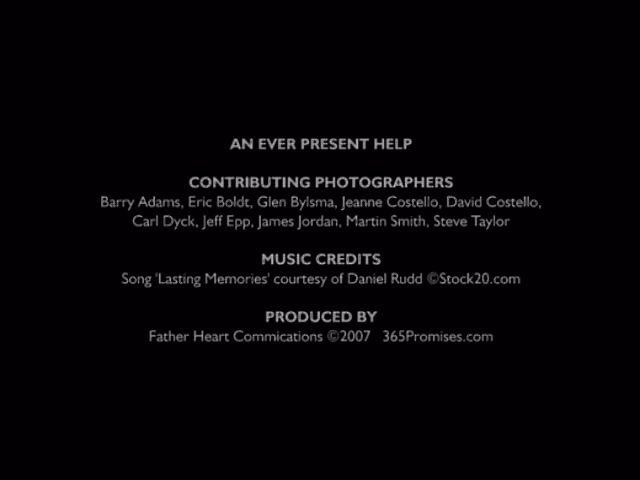 AN EVER PRESENT HELP
CONTRIBUTING PHOTOGRAPHERS
Barry Adams, Eric Boldt, Glen Bylsma, Jeanne Costello, David Costello,
Carl Dyck, Jeff Epp, James Jordan, Martin Smith, Steve Taylor
MUSIC CREDITS
Song 'Lasting Memories' courtesy of Daniel Rudd ©Stock20.com
PRODUCED BY
Father Heart Commications ©2007 365Promises.com